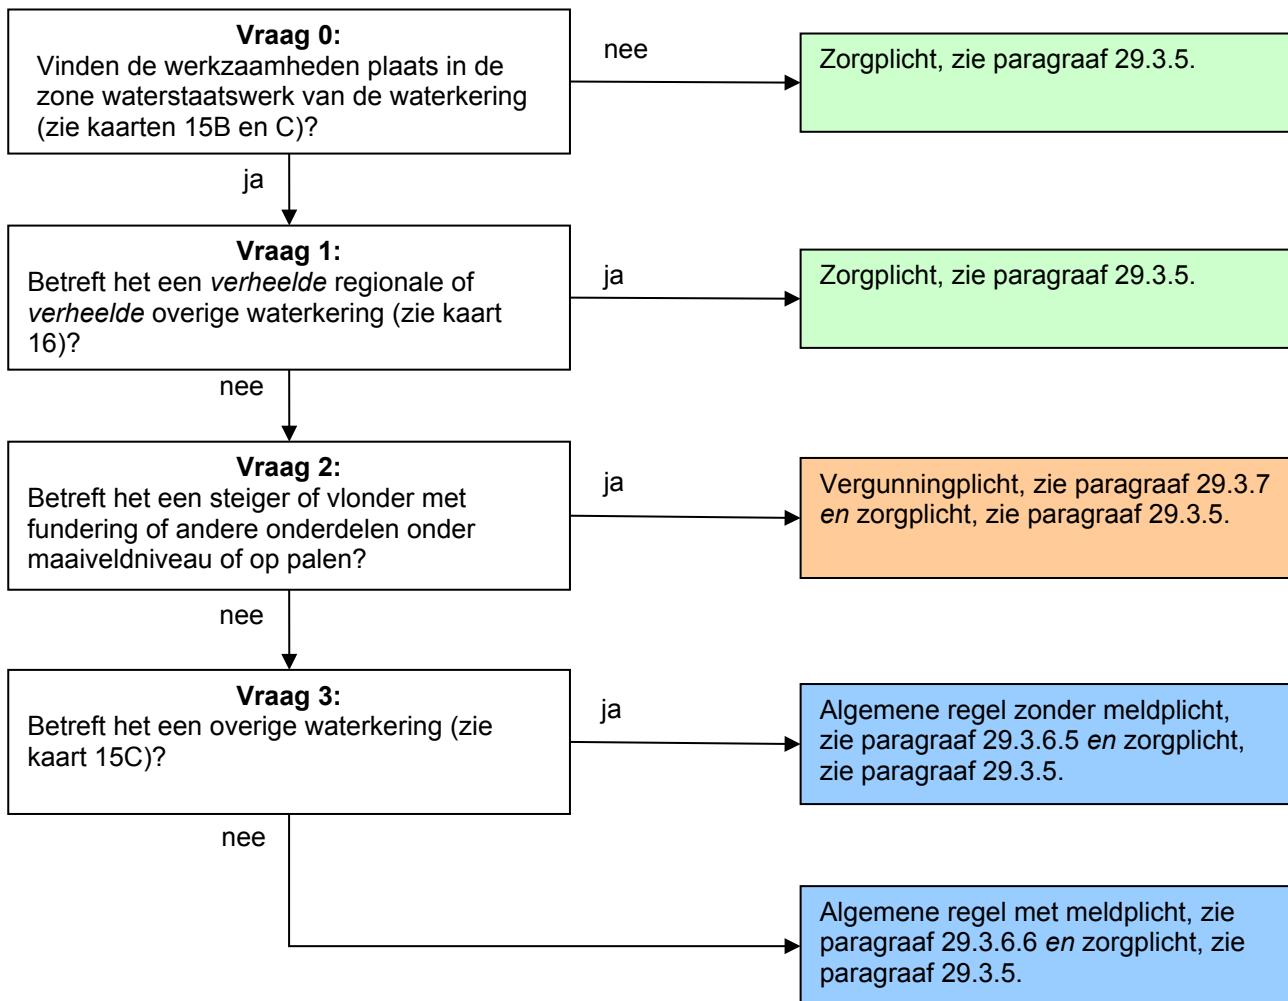 Vraag 0:
Vinden de werkzaamheden plaats in de
zone waterstaatswerk van de waterkering
(zie kaarten 15B en C)?
nee
Zorgplicht, zie paragraaf 29.3.5.
ja
Vraag 1:
Betreft het een verheelde regionale of
verheelde overige waterkering (zie kaart
16)?
ja
Zorgplicht, zie paragraaf 29.3.5.
nee
Vraag 2:
Betreft het een steiger of vlonder met
fundering of andere onderdelen onder
maaiveldniveau of op palen?
ja
Vergunningplicht, zie paragraaf 29.3.7
en zorgplicht, zie paragraaf 29.3.5.
nee
Vraag 3:
Betreft het een overige waterkering (zie
kaart 15C)?
ja
Algemene regel zonder meldplicht,
zie paragraaf 29.3.6.5 en zorgplicht,
zie paragraaf 29.3.5.
nee
Algemene regel met meldplicht, zie
paragraaf 29.3.6.6 en zorgplicht, zie
paragraaf 29.3.5.